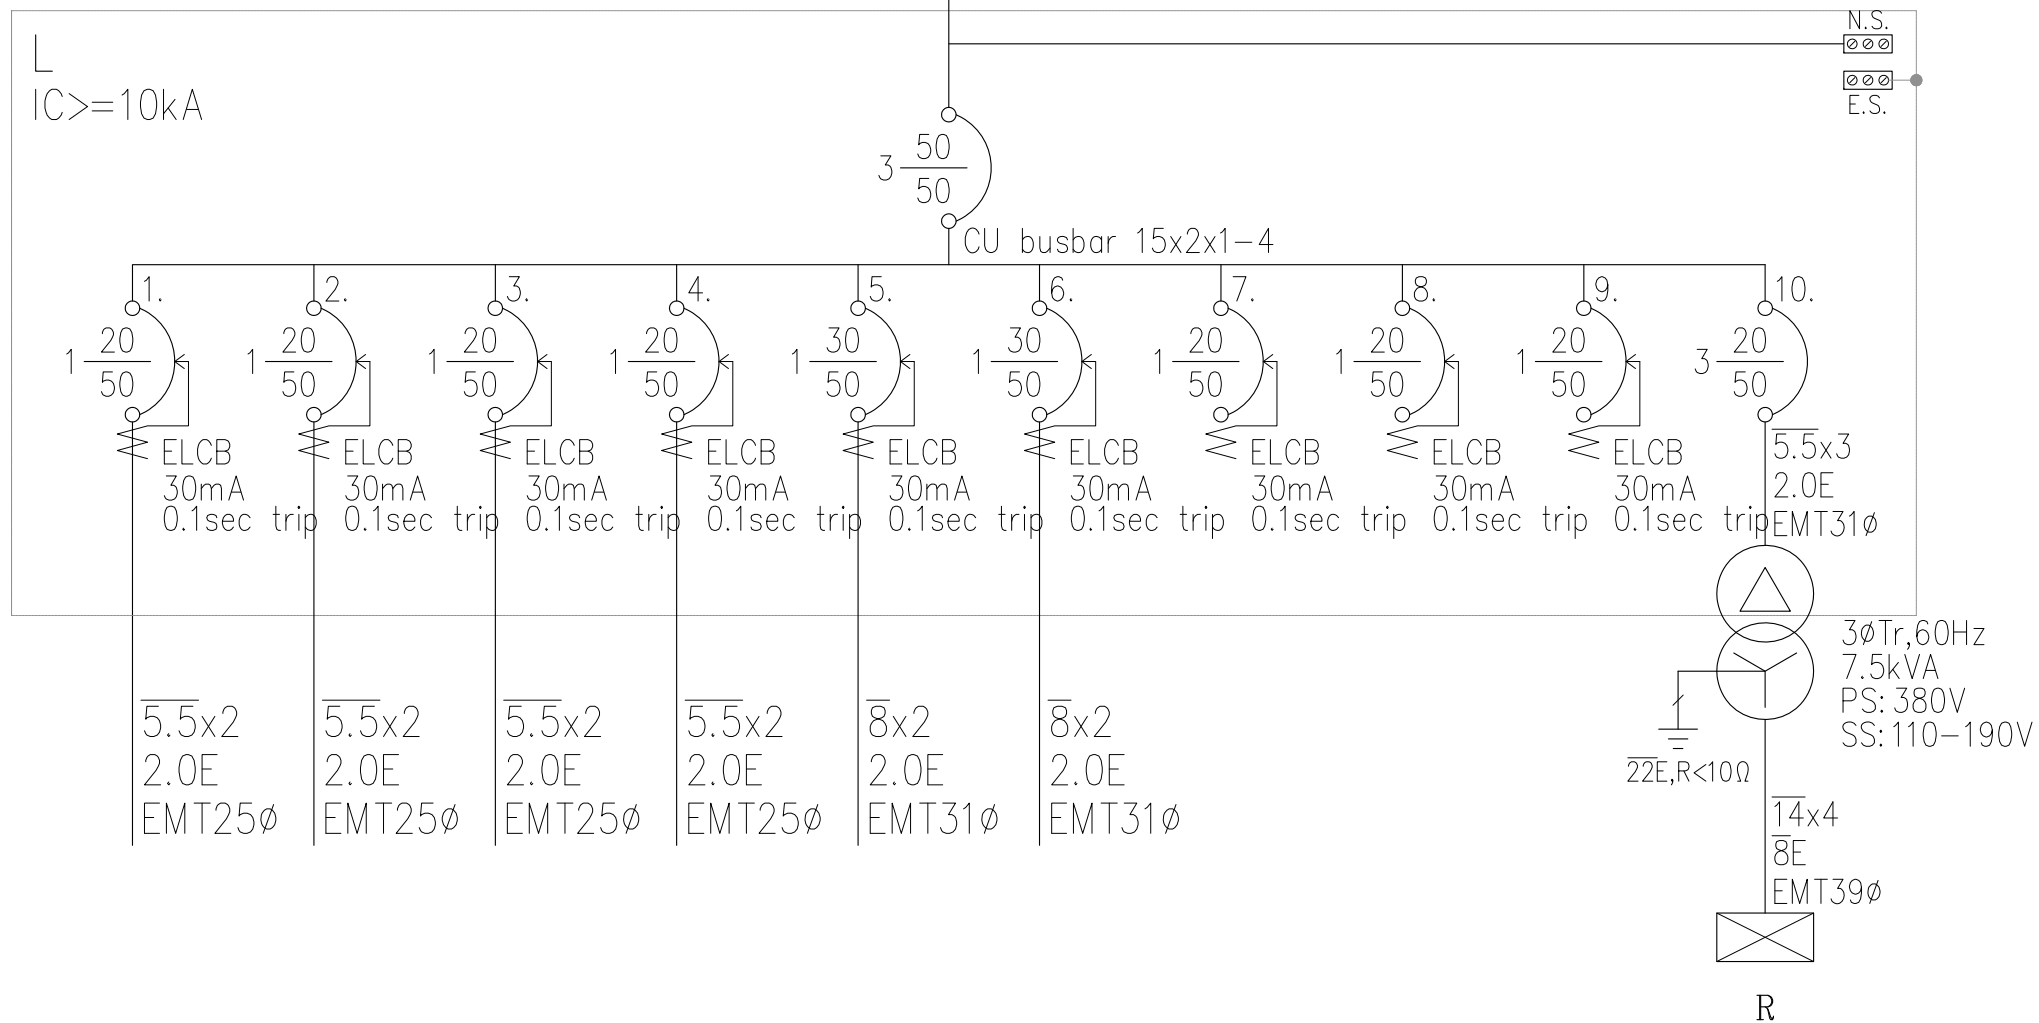 N.S.
L
IC>=10kA
E.S.
3 50
50
CU busbar 15x2x1-4
1. 2. 3. 4. 5. 6. 7. 8. 9. 10.
1 20
50
1 20
50
1 20
50
1 20
50
1 30
50
1 30
50
1 20
50
1 20
50
1 20
50
3 20
50
ELCB
30mA
0.1sec trip
ELCB
30mA
0.1sec trip
ELCB
30mA
0.1sec trip
ELCB
30mA
0.1sec trip
ELCB
30mA
0.1sec trip
ELCB
30mA
0.1sec trip
ELCB
30mA
0.1sec trip
ELCB
30mA
0.1sec trip
ELCB
30mA
0.1sec trip
5.5x3
2.0E
EMT31ø
3øTr,60Hz
7.5kVA
PS:380V
SS:110-190V
5.5x2
2.0E
EMT25ø
5.5x2
2.0E
EMT25ø
5.5x2
2.0E
EMT25ø
5.5x2
2.0E
EMT25ø
8x2
2.0E
EMT31ø
8x2
2.0E
EMT31ø
22E,R<10Ω
14x4
8E
EMT39ø
R